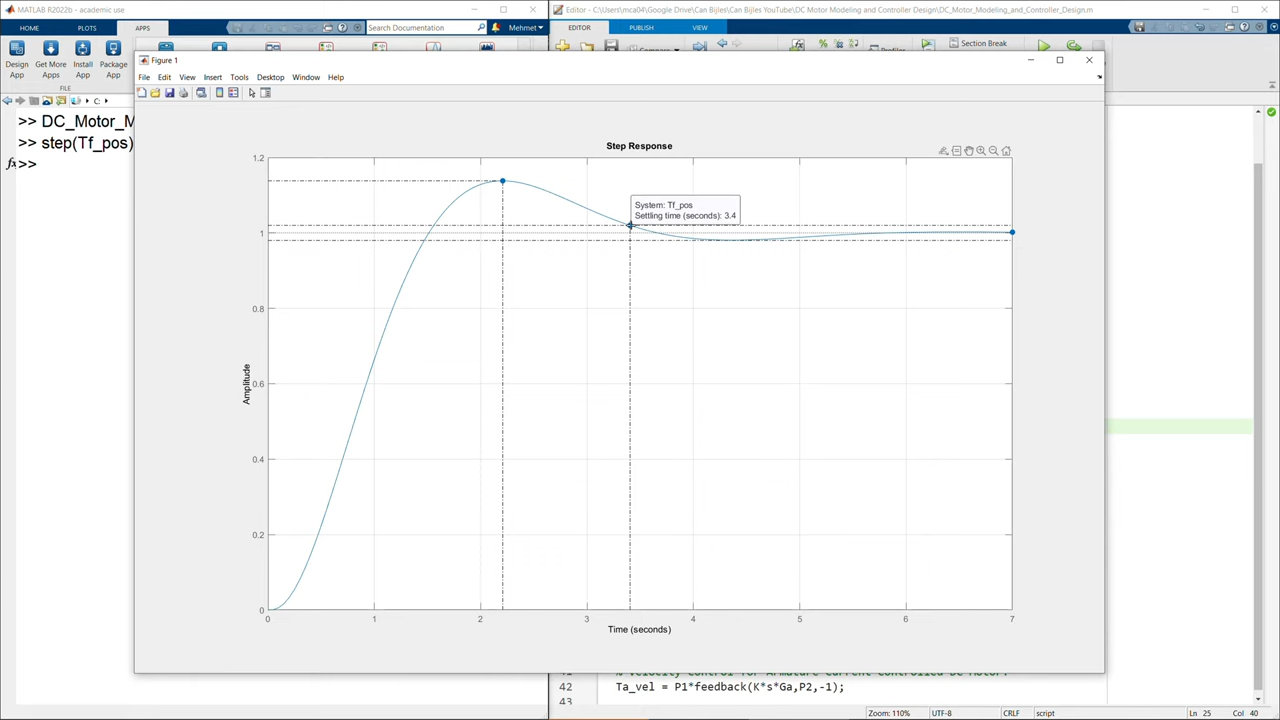 MATLAB R2022b - academic use
Editor - C:\Users\mca04\Google Drive\Can Bijles\Can Bijles YouTube\DC Motor Modeling and Controller Design\DC_Motor_Modeling_and_Controller_Design.m
HOME PLOTS APPS Search Documentation Mehmet
EDITOR PUBLISH VIEW
Design App
Get More Apps
Install App
Package App
FILE
Compare
Section Break
C:
Figure 1
File Edit View Insert Tools Desktop Window Help
>> DC_Motor_M
>> step(Tf_pos)
fx >>
Step Response
System: Tf_pos
Settling time (seconds): 3.4
Amplitude
1.2
1
0.8
0.6
0.4
0.2
0
0 1 2 3 4 5 6 7
Time (seconds)
42 Ta_vel = P1*feedback(K*s*Ga,P2,-1);
43
Zoom: 110% UTF-8 CRLF script Ln 25 Col 40